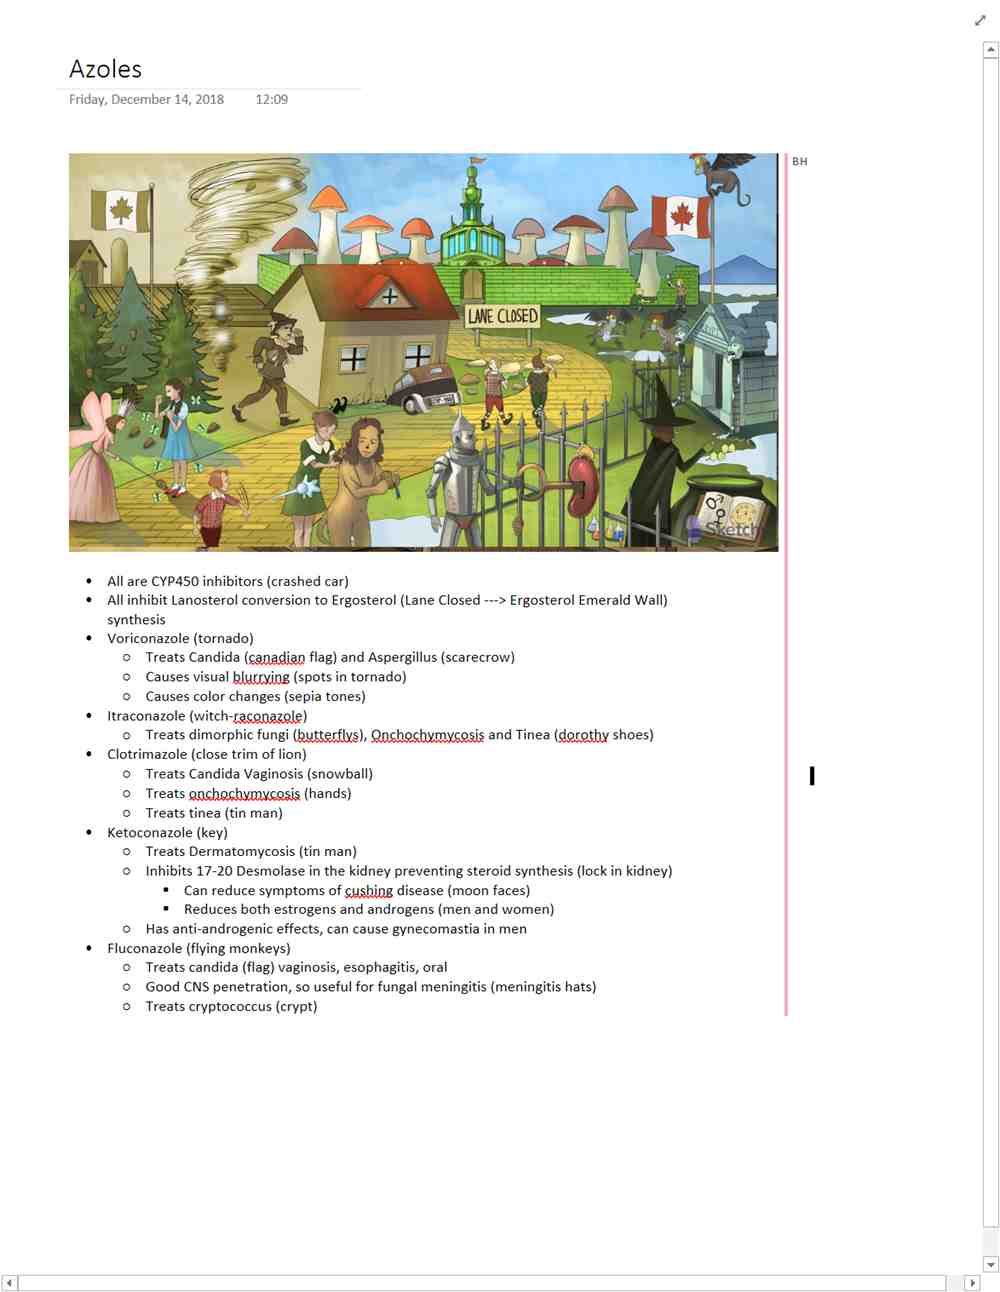 Azoles
Friday, December 14, 2018 12:09
BH
LANE CLOSED
Sketchy
• All are CYP450 inhibitors (crashed car)
• All inhibit Lanosterol conversion to Ergosterol (Lane Closed ---> Ergosterol Emerald Wall)
synthesis
• Voriconazole (tornado)
○ Treats Candida (canadian flag) and Aspergillus (scarecrow)
○ Causes visual blurrying (spots in tornado)
○ Causes color changes (sepia tones)
• Itraconazole (witch-raconazole)
○ Treats dimorphic fungi (butterflys), Onchochymycosis and Tinea (dorothy shoes)
• Clotrimazole (close trim of lion)
○ Treats Candida Vaginosis (snowball)
○ Treats onchochymycosis (hands)
○ Treats tinea (tin man)
• Ketoconazole (key)
○ Treats Dermatomycosis (tin man)
○ Inhibits 17-20 Desmolase in the kidney preventing steroid synthesis (lock in kidney)
▪ Can reduce symptoms of cushing disease (moon faces)
▪ Reduces both estrogens and androgens (men and women)
○ Has anti-androgenic effects, can cause gynecomastia in men
• Fluconazole (flying monkeys)
○ Treats candida (flag) vaginosis, esophagitis, oral
○ Good CNS penetration, so useful for fungal meningitis (meningitis hats)
○ Treats cryptococcus (crypt)